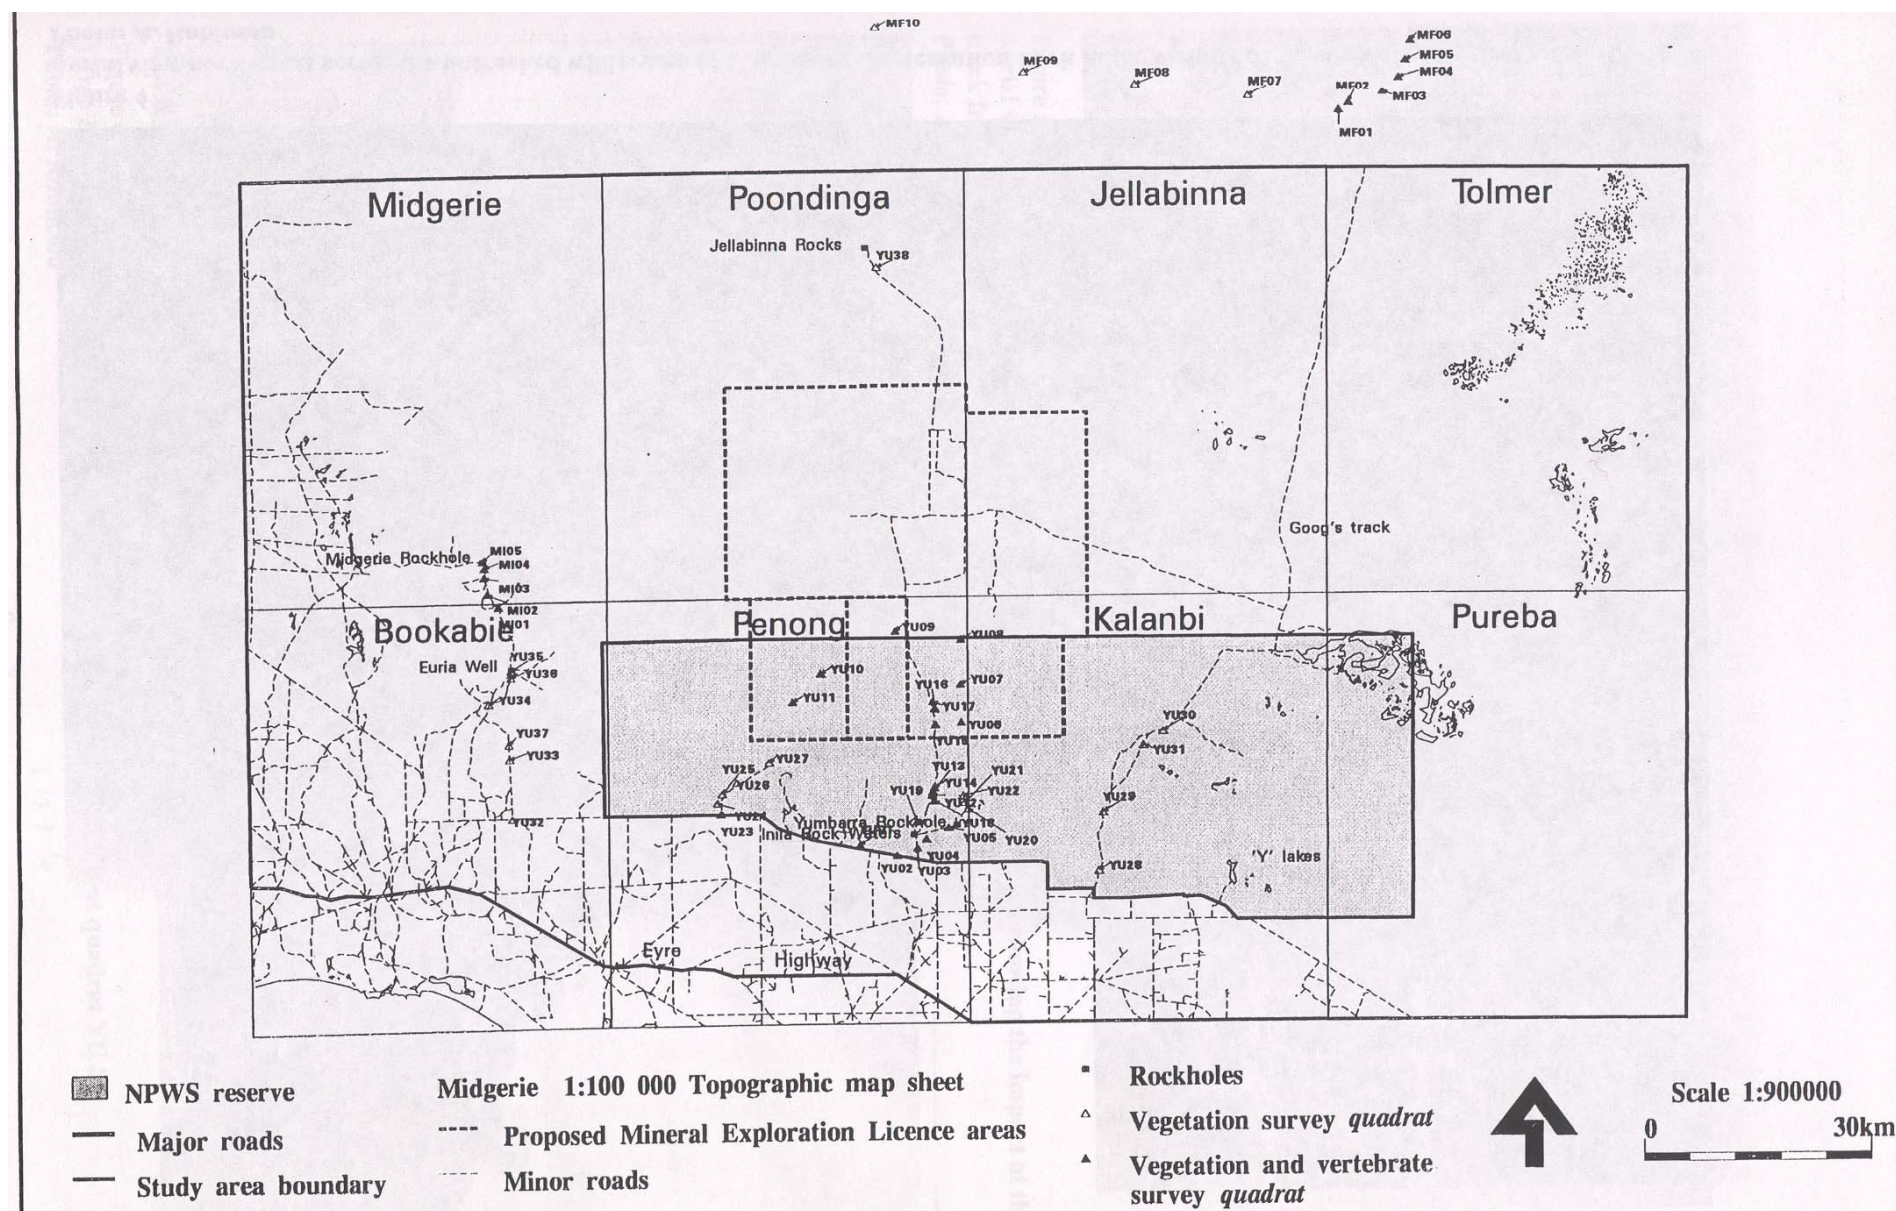 MF10
MF06
MF05
MF09
MF08
MF07
MF04
MF02
MF03
MF01
Midgerie
Poondinga
Jellabinna
Tolmer
Jellabinna Rocks
YU38
Goog's track
Midgerie Rockhole
MI05
MI04
MI03
MI02
MI01
Bookabie
Penong
Kalanbi
Pureba
YU09
YU08
YU35
Euria Well
YU36
YU10
YU16
YU07
YU34
YU11
YU17
YU06
YU30
YU37
YU33
YU31
YU25
YU27
YU13
YU21
YU26
YU19
YU14
YU22
YU29
YU32
YU23
Yumbarra Rockhole
YU18
Inila Rock Waters
YU05
YU20
YU04
YU02
YU03
YU28
'Y' lakes
Eyre
Highway
NPWS reserve
Major roads
Study area boundary
Midgerie 1:100 000 Topographic map sheet
Proposed Mineral Exploration Licence areas
Minor roads
Rockholes
Vegetation survey quadrat
Vegetation and vertebrate
survey quadrat
Scale 1:900000
0
30km